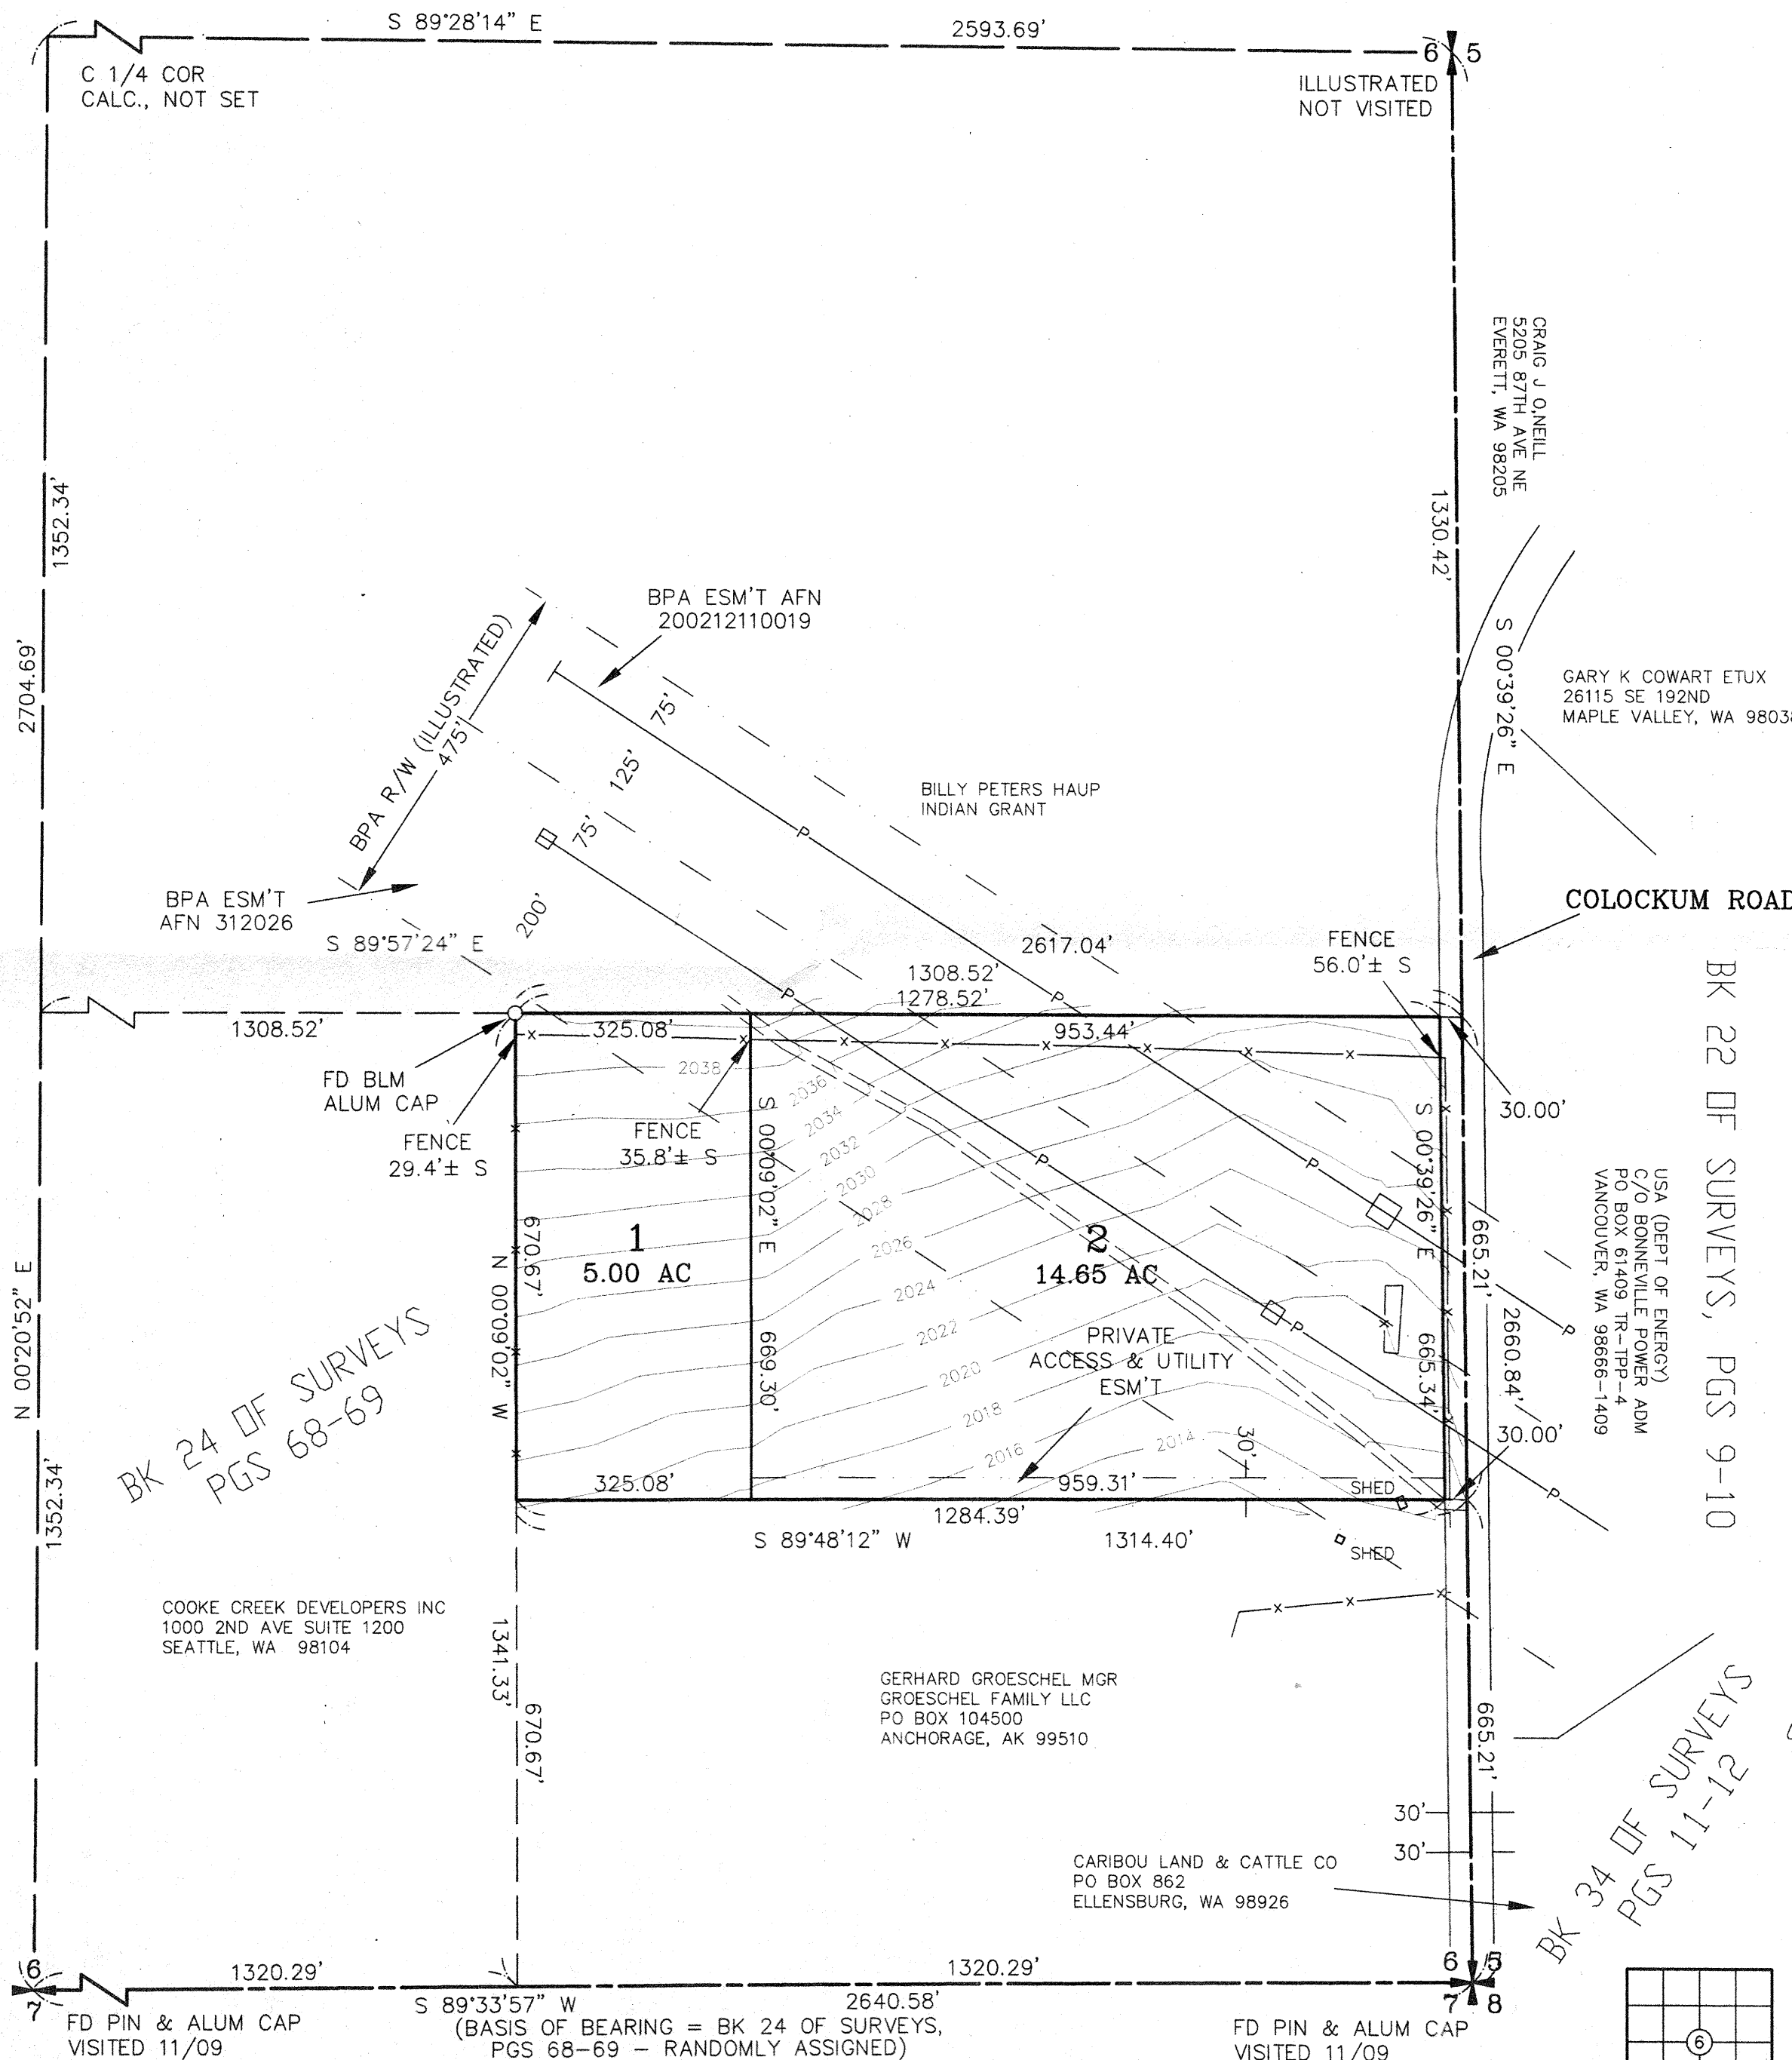 S 89°28'14" E
2593.69'
6
5
C 1/4 COR
CALC., NOT SET
ILLUSTRATED
NOT VISITED
CRAIG J O,NEILL
5205 87TH AVE NE
EVERETT, WA 98205
1352.34'
1330.42'
2704.69'
BPA ESM'T AFN
200212110019
BPA R/W (ILLUSTRATED)
475'
75'
125'
75'
200'
S 00°39'26" E
GARY K COWART ETUX
26115 SE 192ND
MAPLE VALLEY, WA 98038
BILLY PETERS HAUP
INDIAN GRANT
BPA ESM'T
AFN 312026
COLOCKUM ROAD
S 89°57'24" E
2617.04'
1308.52'
1278.52'
FENCE
56.0'± S
1308.52'
325.08'
953.44'
FD BLM
ALUM CAP
FENCE
29.4'± S
FENCE
35.8'± S
30.00'
2038
2036
2034
2032
2030
2028
2026
2024
2022
2020
2018
2016
2014
S 00°09'02" E
S 00°39'26" E
BK 22 OF SURVEYS, PGS 9-10
USA (DEPT OF ENERGY)
C/O BONNEVILLE POWER ADM
PO BOX 61409 TR-TPP-4
VANCOUVER, WA 98666-1409
1
5.00 AC
2
14.65 AC
670.67'
N 00°09'02" W
669.30'
665.34'
665.21'
2660.84'
N 00°20'52" E
PRIVATE
ACCESS & UTILITY
ESM'T
BK 24 OF SURVEYS
PGS 68-69
30'
30.00'
1352.34'
325.08'
959.31'
SHED
1284.39'
S 89°48'12" W
1314.40'
SHED
COOKE CREEK DEVELOPERS INC
1000 2ND AVE SUITE 1200
SEATTLE, WA 98104
1341.33'
670.67'
GERHARD GROESCHEL MGR
GROESCHEL FAMILY LLC
PO BOX 104500
ANCHORAGE, AK 99510
665.21'
BK 34 OF SURVEYS
PGS 11-12
30'
30'
CARIBOU LAND & CATTLE CO
PO BOX 862
ELLENSBURG, WA 98926
6
7
1320.29'
1320.29'
6
5
7
8
S 89°33'57" W
2640.58'
FD PIN & ALUM CAP
VISITED 11/09
(BASIS OF BEARING = BK 24 OF SURVEYS,
PGS 68-69 - RANDOMLY ASSIGNED)
FD PIN & ALUM CAP
VISITED 11/09
6